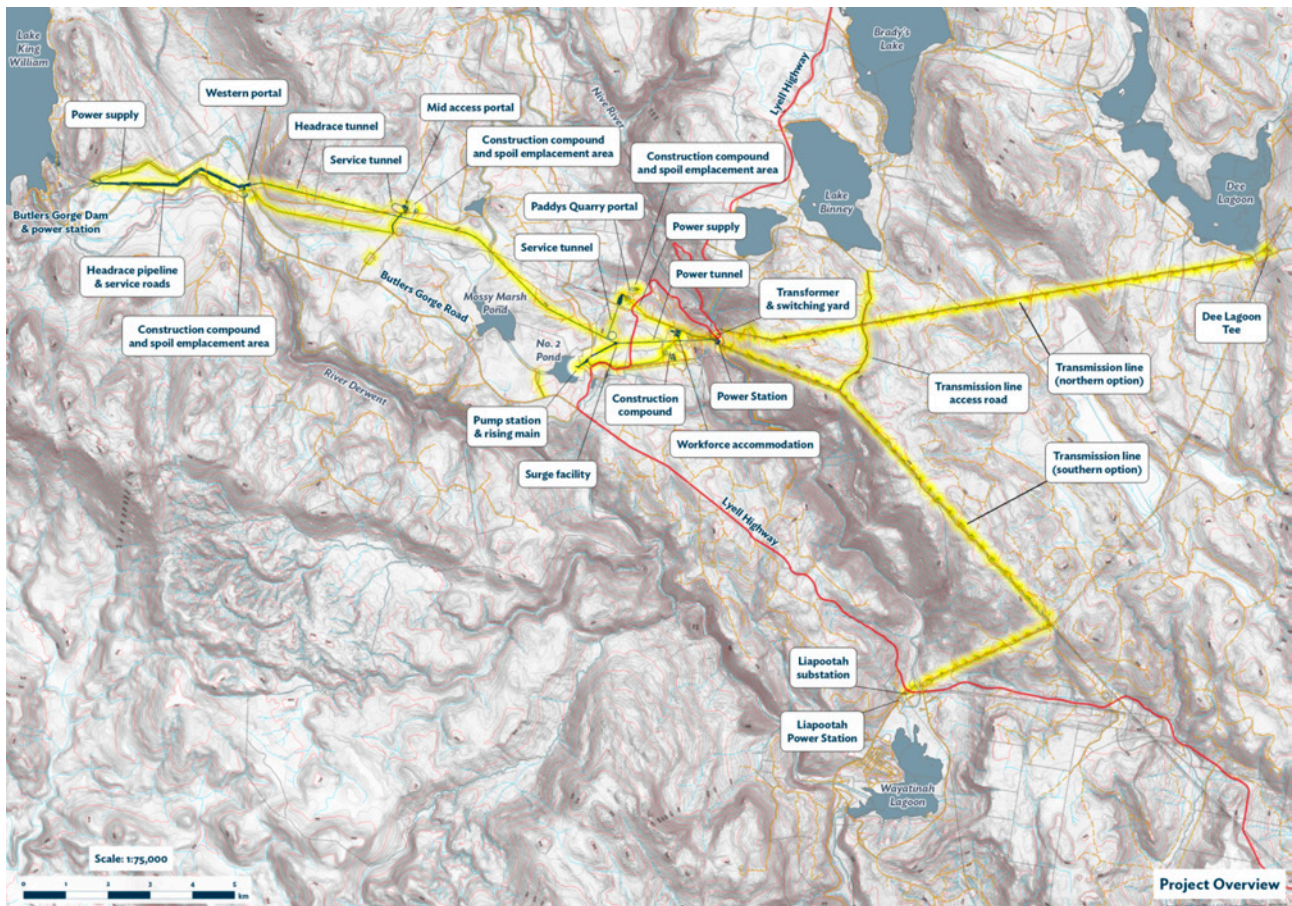 Lake
King
William
Brady's
Lake
Lyell Highway
Nive River
Western portal
Mid access portal
Power supply
Headrace tunnel
Construction compound
and spoil emplacement area
Service tunnel
Construction compound
and spoil emplacement area
Dee
Lagoon
Lake
Binney
Paddys Quarry portal
Butlers Gorge Dam
& power station
Power supply
Service tunnel
Power tunnel
Headrace pipeline
& service roads
Butlers Gorge Road
Mossy Marsh
Pond
Transformer
& switching yard
Dee Lagoon
Tee
Construction compound
and spoil emplacement area
No. 2
Pond
River Derwent
Transmission line
(northern option)
Transmission line
access road
Power Station
Construction
compound
Pump station
& rising main
Workforce accommodation
Surge facility
Transmission line
(southern option)
Lyell Highway
Liapootah
substation
Liapootah
Power Station
Wayatinah
Lagoon
Scale: 1:75,000
0 1 2 3 4 5
km
Project Overview